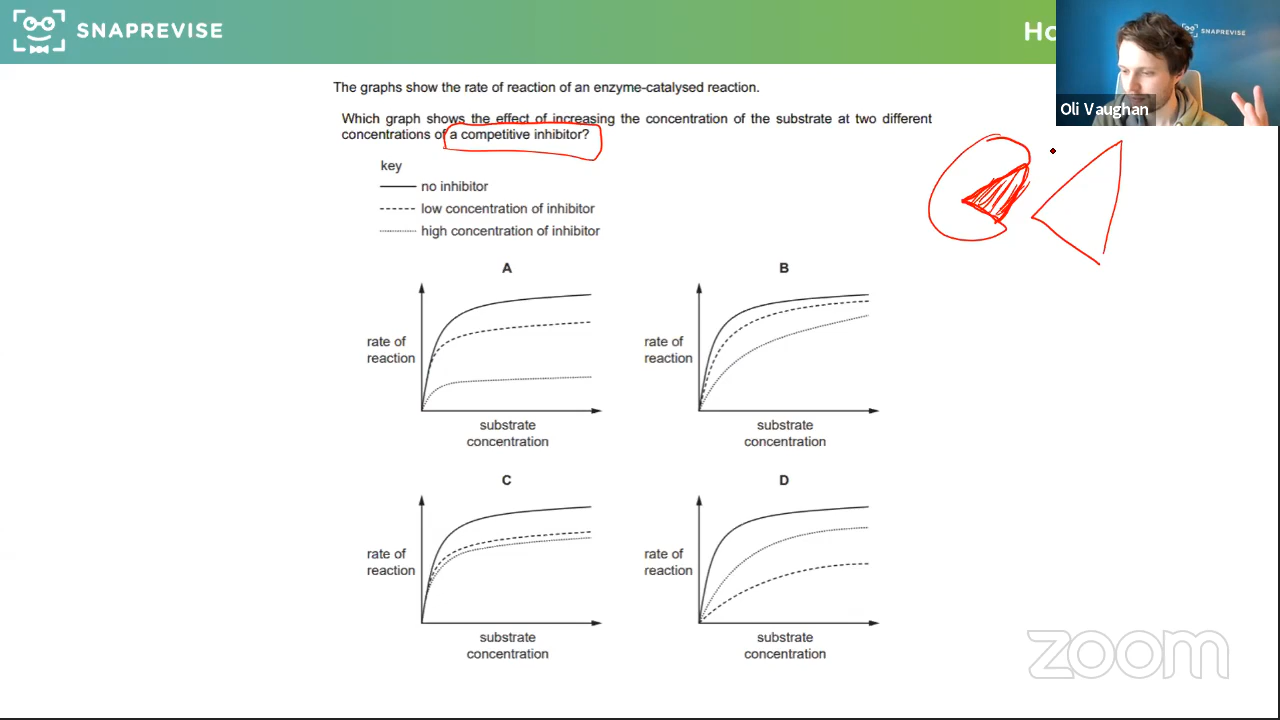 SNAPREVISE
Ho
SNAPREVISE
Oli Vaughan
The graphs show the rate of reaction of an enzyme-catalysed reaction.
Which graph shows the effect of increasing the concentration of the substrate at two different
concentrations of a competitive inhibitor?
key
no inhibitor
low concentration of inhibitor
high concentration of inhibitor
A
rate of
reaction
substrate
concentration
B
rate of
reaction
substrate
concentration
C
rate of
reaction
substrate
concentration
D
rate of
reaction
substrate
concentration
zoom